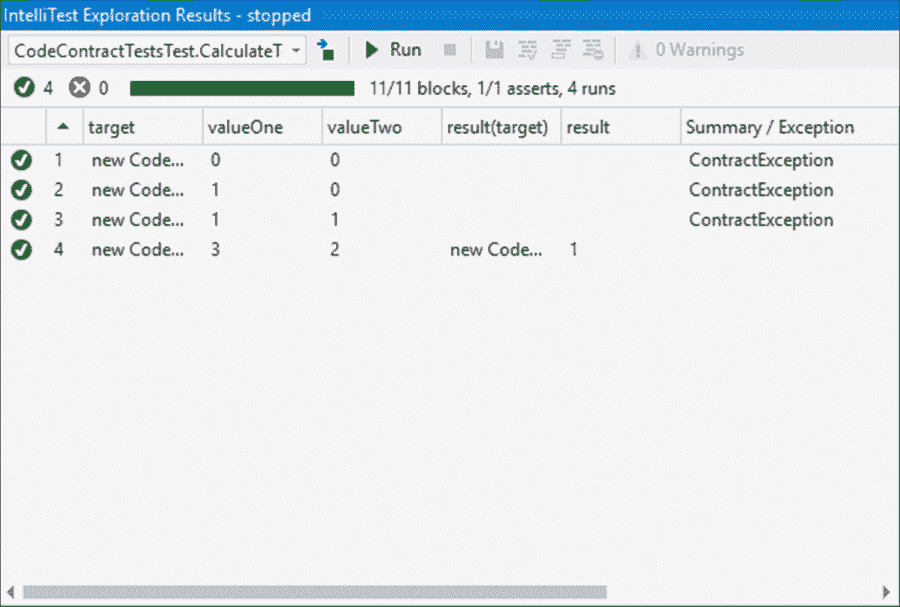 IntelliTest Exploration Results - stopped
CodeContractTestsTest.CalculateT Run 0 Warnings
4 0 11/11 blocks, 1/1 asserts, 4 runs
target valueOne valueTwo result(target) result Summary / Exception
1 new Code... 0 0 ContractException
2 new Code... 1 0 ContractException
3 new Code... 1 1 ContractException
4 new Code... 3 2 new Code... 1